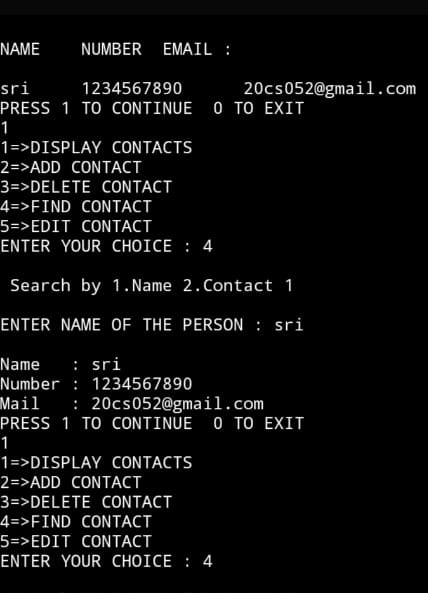 NAME    NUMBER  EMAIL :
sri     1234567890      20cs052@gmail.com
PRESS 1 TO CONTINUE  0 TO EXIT
1
1=>DISPLAY CONTACTS
2=>ADD CONTACT
3=>DELETE CONTACT
4=>FIND CONTACT
5=>EDIT CONTACT
ENTER YOUR CHOICE : 4
Search by 1.Name 2.Contact 1
ENTER NAME OF THE PERSON : sri
Name   : sri
Number : 1234567890
Mail   : 20cs052@gmail.com
PRESS 1 TO CONTINUE  0 TO EXIT
1
1=>DISPLAY CONTACTS
2=>ADD CONTACT
3=>DELETE CONTACT
4=>FIND CONTACT
5=>EDIT CONTACT
ENTER YOUR CHOICE : 4